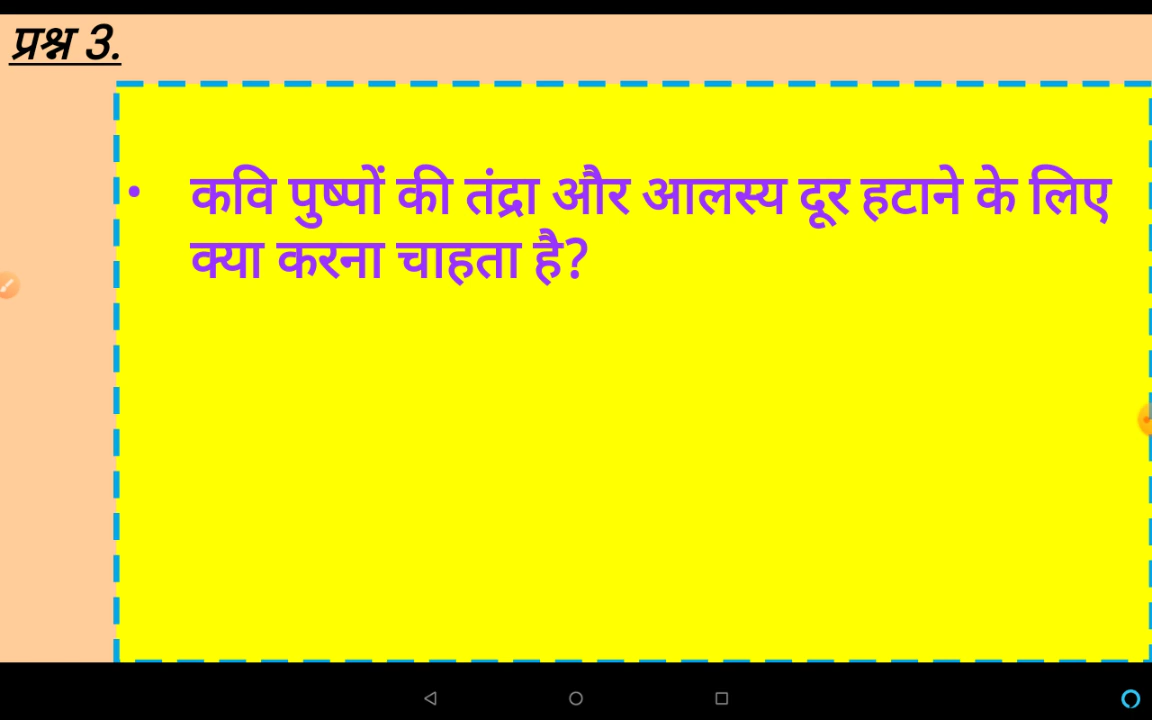 प्रश्न 3.
• कवि पुष्पों की तंद्रा और आलस्य दूर हटाने के लिए
क्या करना चाहता है?